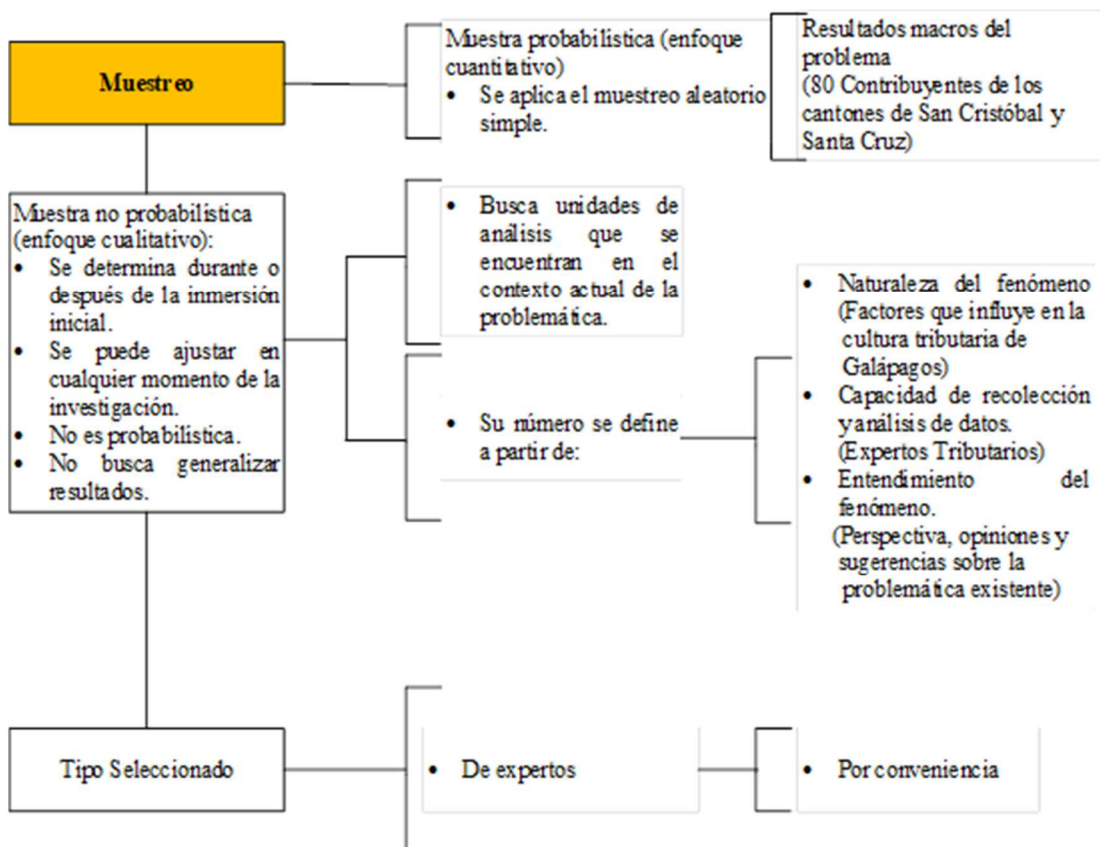 Muestreo
Muestra probabilística (enfoque
cuantitativo)
• Se aplica el muestreo aleatorio
simple.
Resultados macros del
problema
(80 Contribuyentes de los
cantones de San Cristóbal y
Santa Cruz)
Muestra no probabilística
(enfoque cualitativo):
• Se determina durante o
después de la inmersión
inicial.
• Se puede ajustar en
cualquier momento de la
investigación.
• No es probabilística.
• No busca generalizar
resultados.
• Busca unidades de
análisis que se
encuentran en el
contexto actual de la
problemática.
• Su número se define
a partir de:
• Naturaleza del fenómeno
(Factores que influye en la
cultura tributaria de
Galápagos)
• Capacidad de recolección
y análisis de datos.
(Expertos Tributarios)
• Entendimiento del
fenómeno.
(Perspectiva, opiniones y
sugerencias sobre la
problemática existente)
Tipo Seleccionado
• De expertos
• Por conveniencia